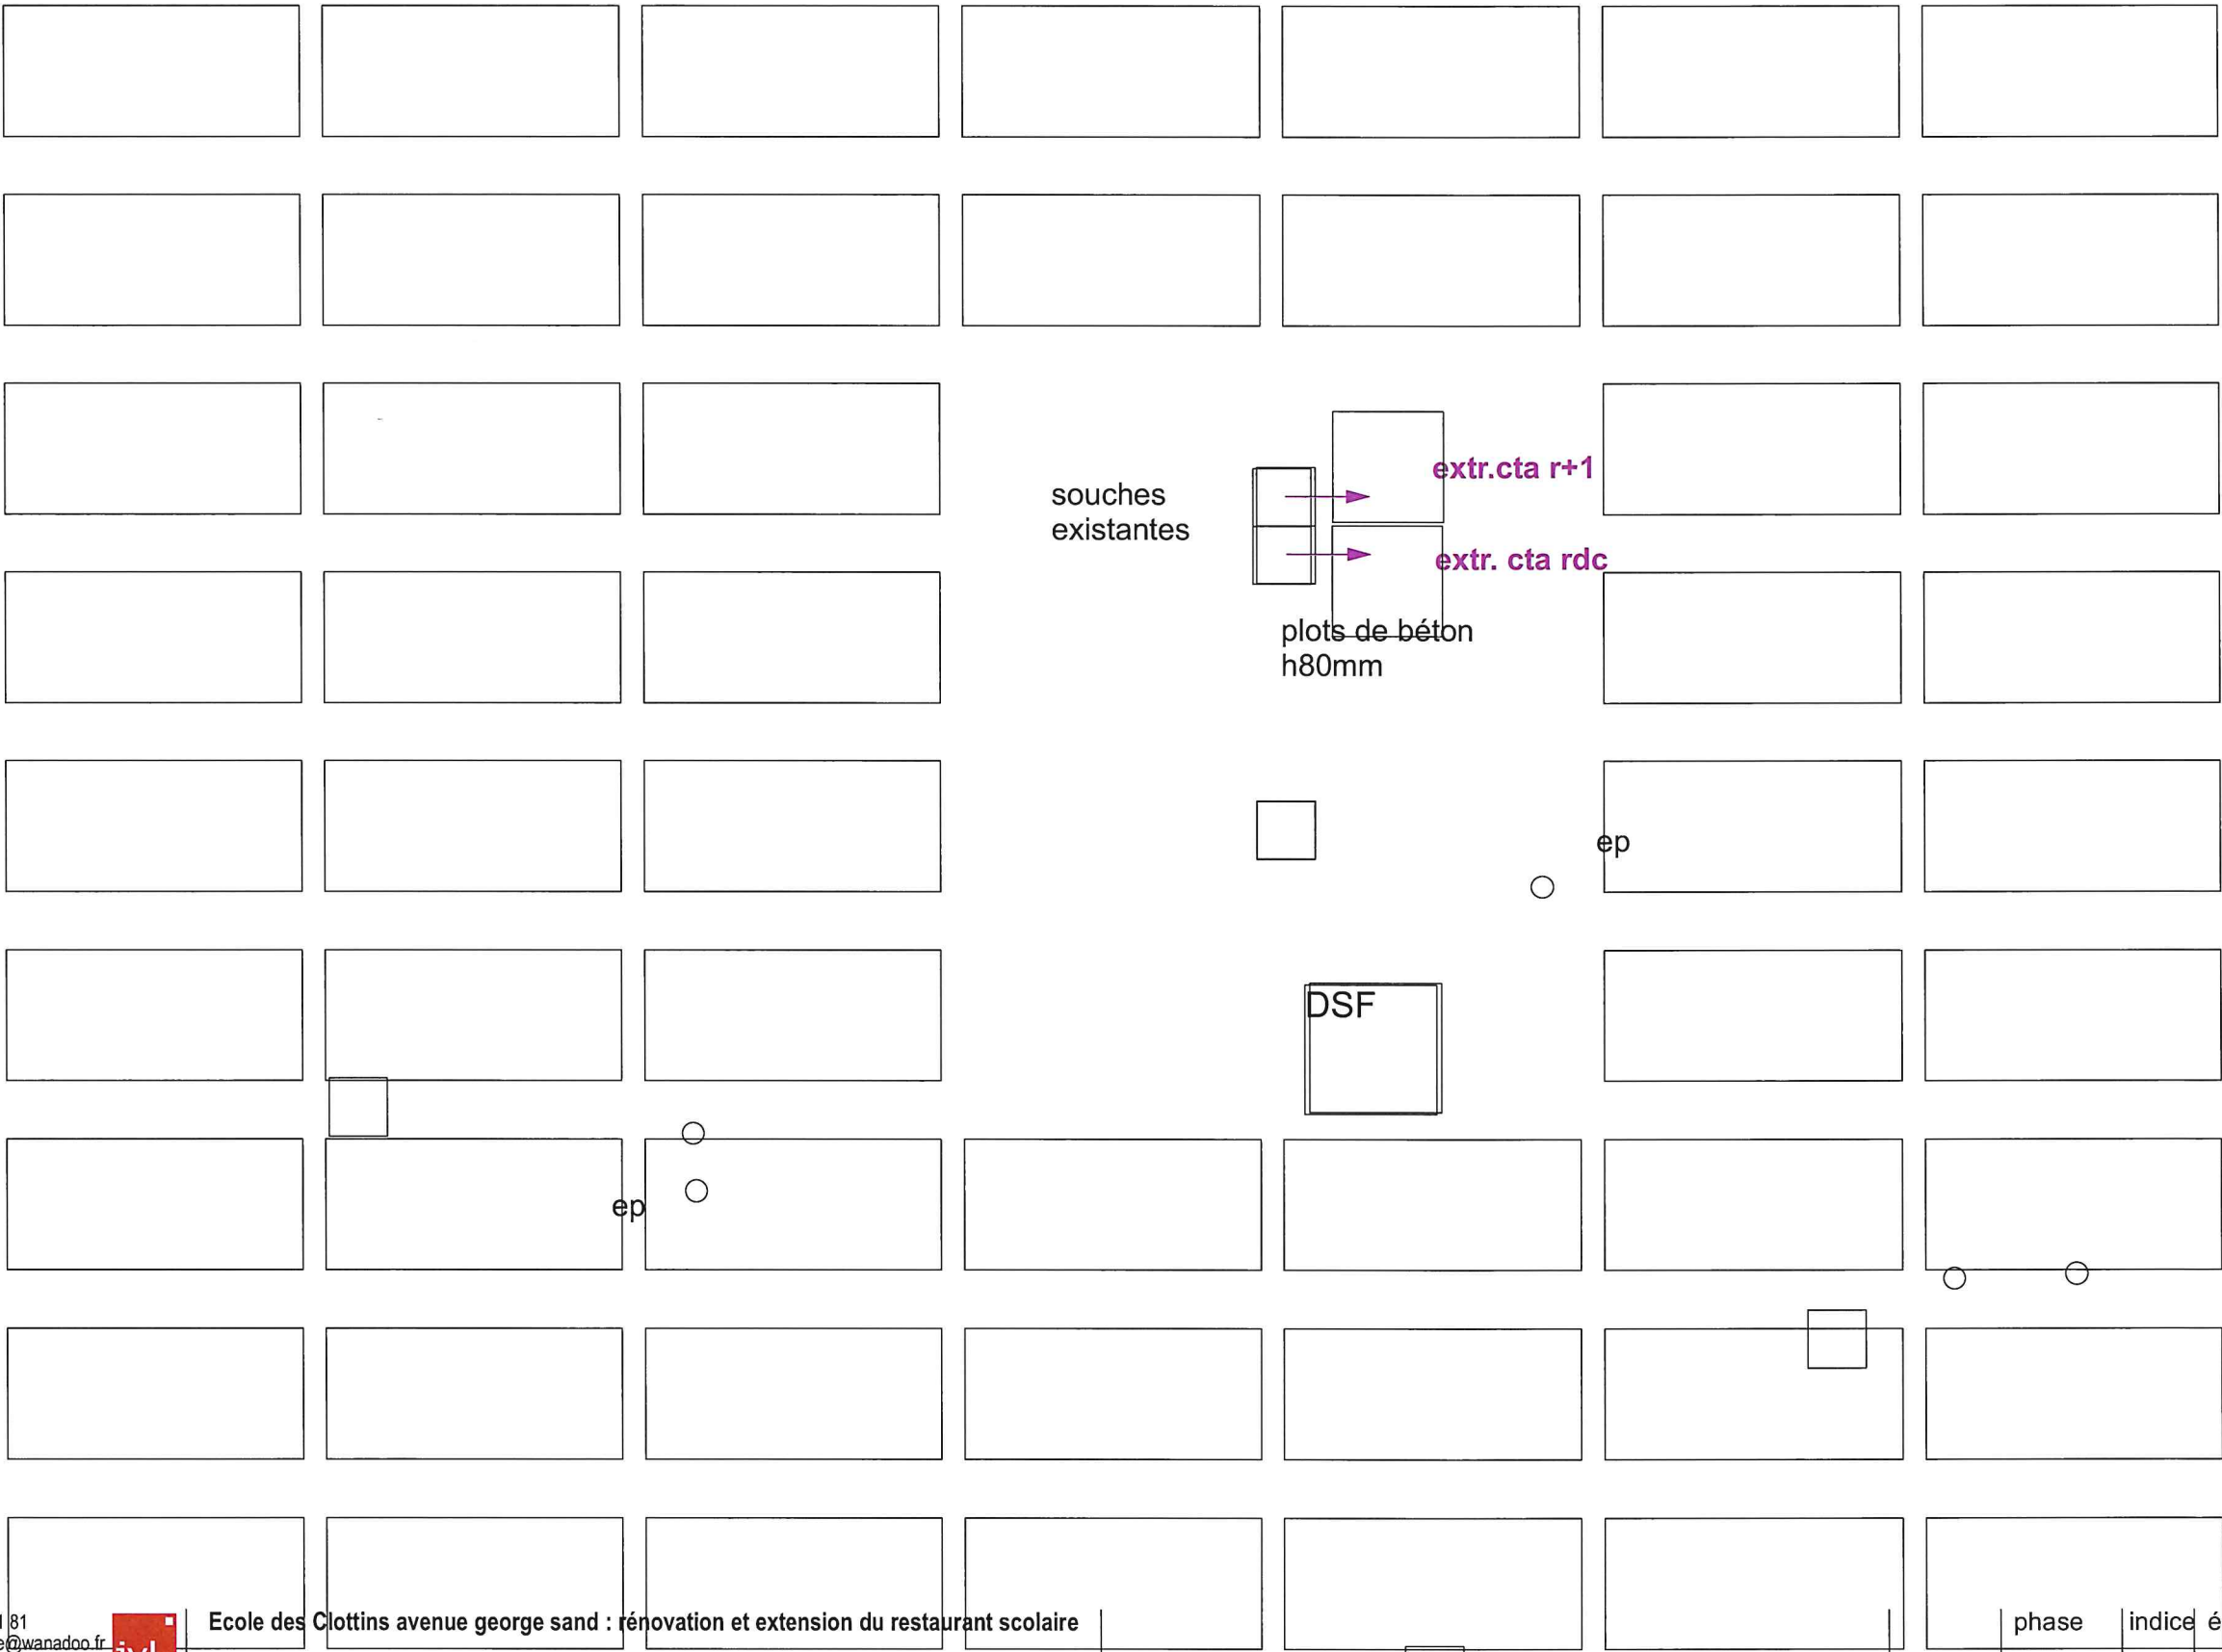 extr.cta r+1
souches
existantes
extr. cta rdc
plots de béton
h80mm
ep
DSF
ep
81
Ecole des Clottins avenue george sand : rénovation et extension du restaurant scolaire
phase
indice
e@wanadoo.fr